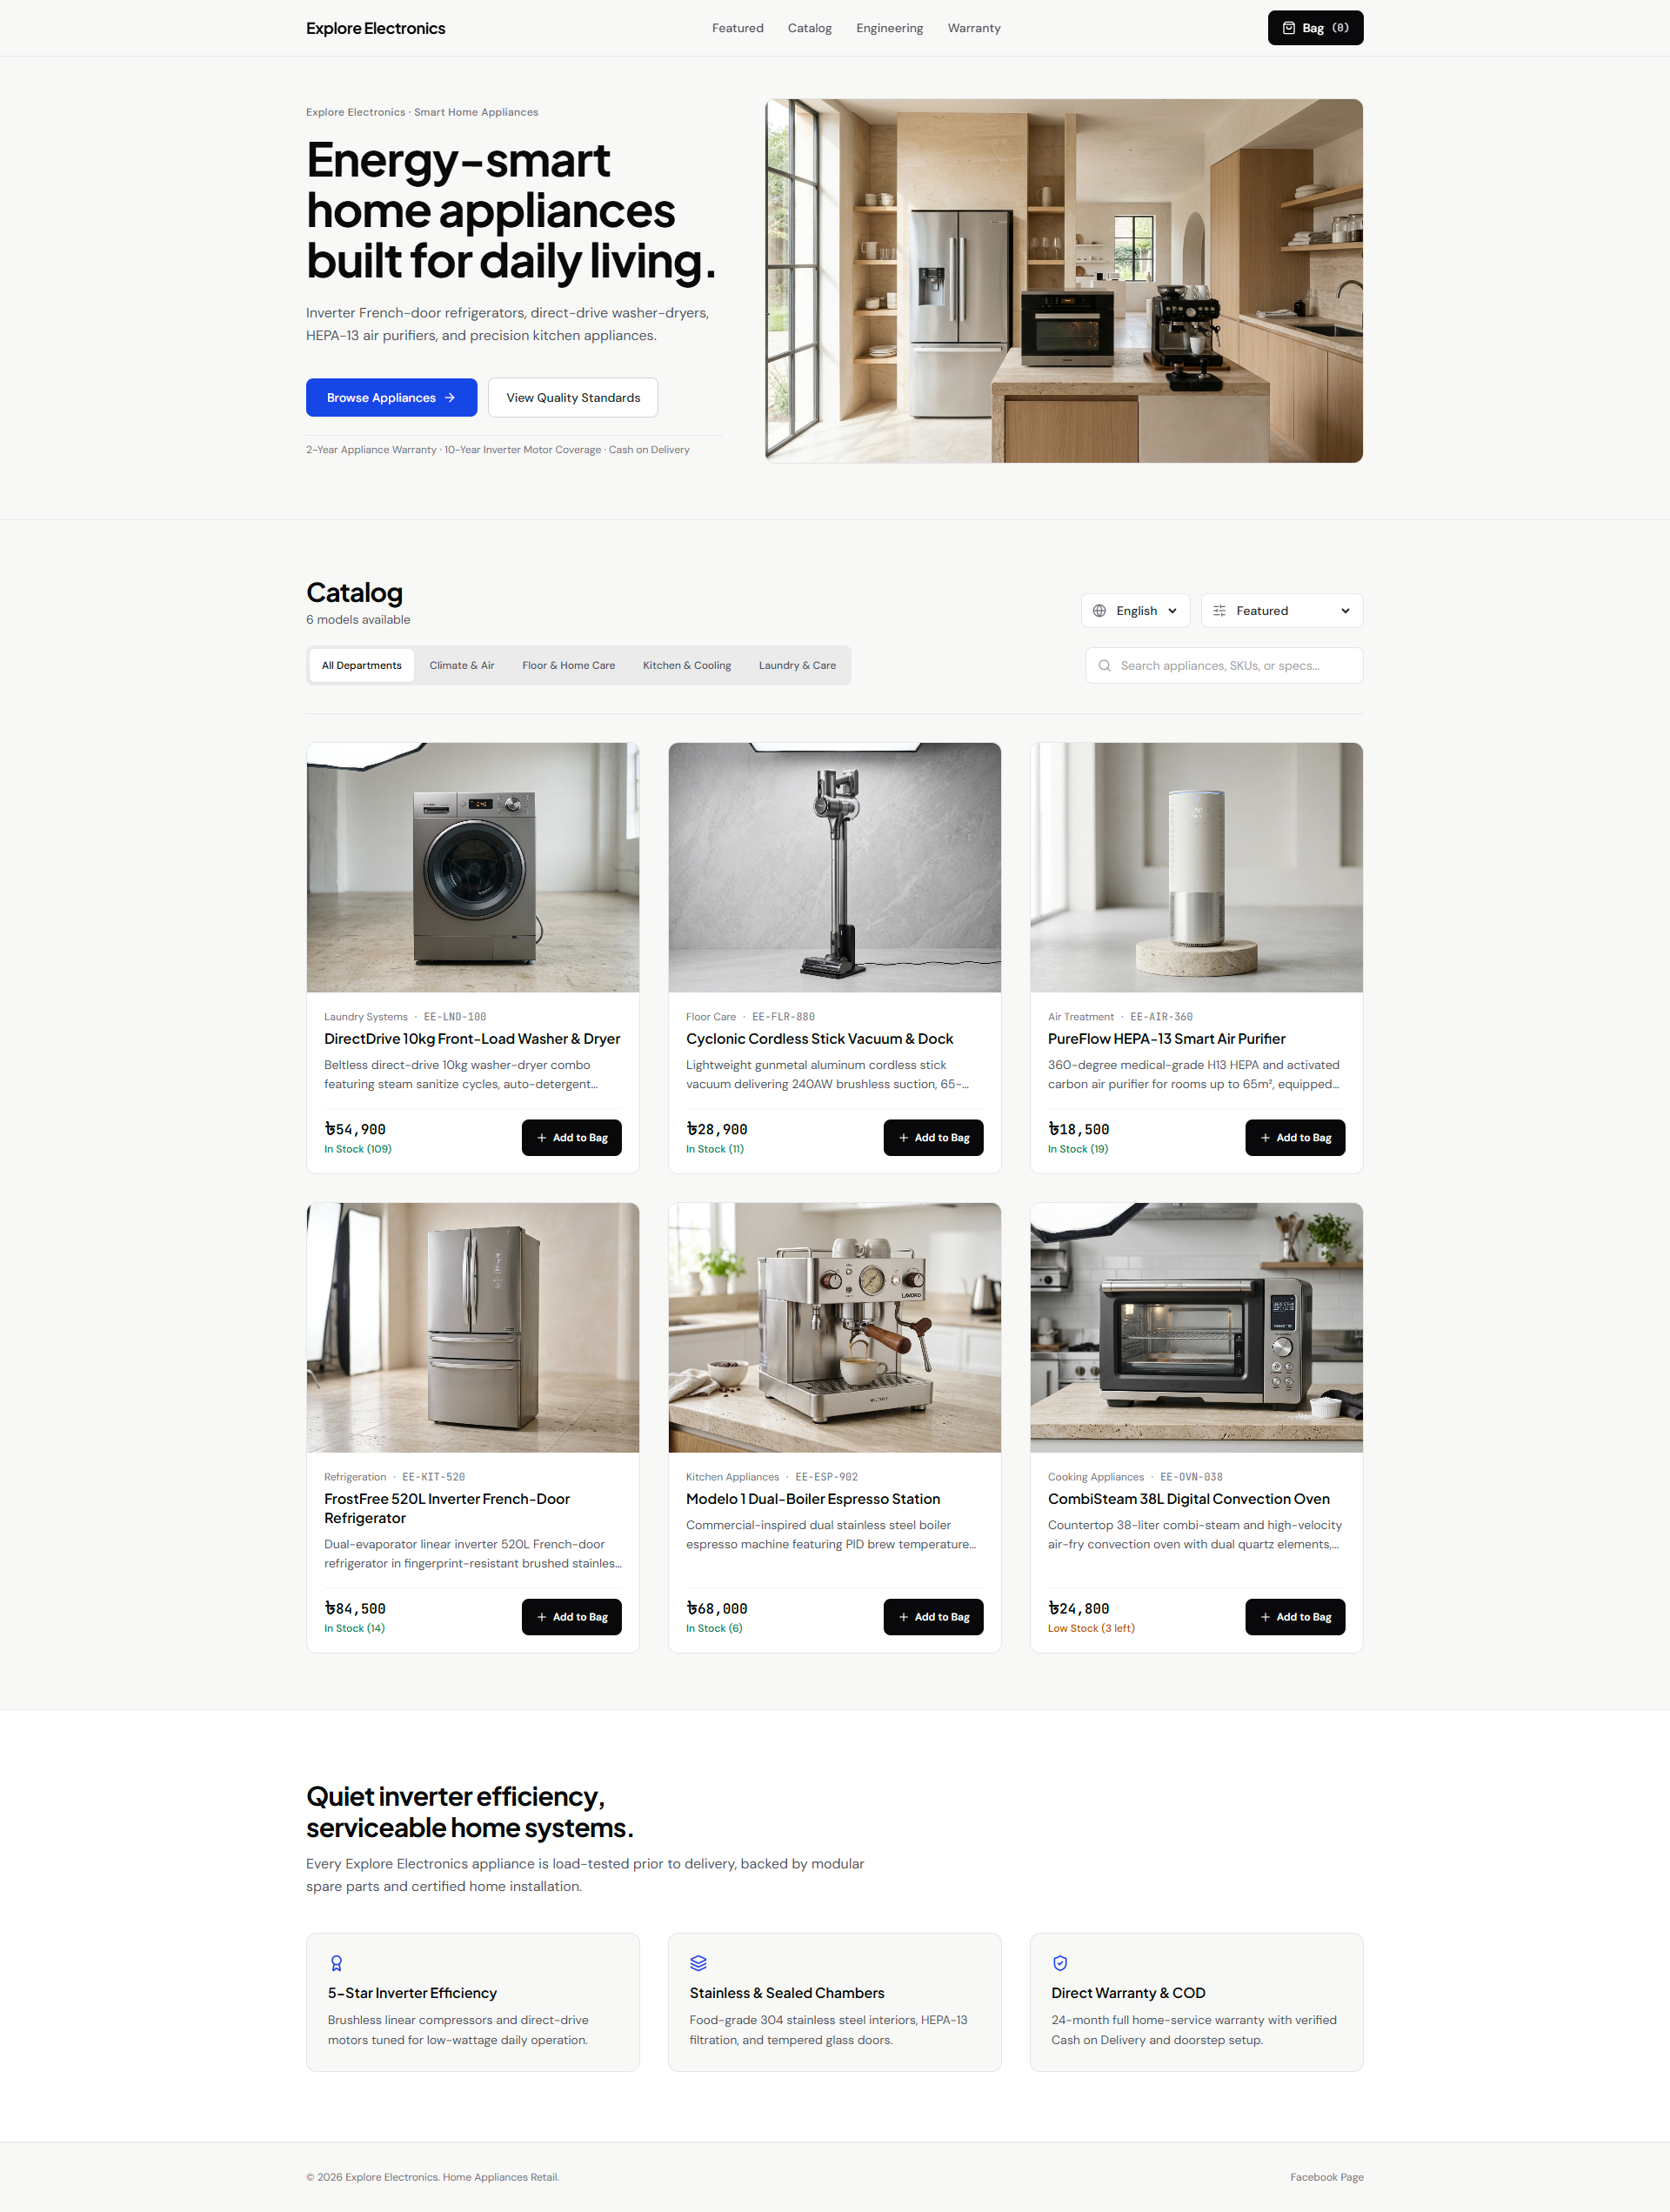 Explore Electronics
Featured
Catalog
Engineering
Warranty
Bag (0)
Explore Electronics · Smart Home Appliances
Energy-smart
home appliances
built for daily living.
Inverter French-door refrigerators, direct-drive washer-dryers,
HEPA-13 air purifiers, and precision kitchen appliances.
Browse Appliances →
View Quality Standards
2-Year Appliance Warranty · 10-Year Inverter Motor Coverage · Cash on Delivery
Catalog
6 models available
English
Featured
All Departments
Climate & Air
Floor & Home Care
Kitchen & Cooling
Laundry & Care
Search appliances, SKUs, or specs...
Laundry Systems · EE-LND-100
DirectDrive 10kg Front-Load Washer & Dryer
Beltless direct-drive 10kg washer-dryer combo
featuring steam sanitize cycles, auto-detergent…
৳54,900
In Stock (109)
+ Add to Bag
Floor Care · EE-FLR-880
Cyclonic Cordless Stick Vacuum & Dock
Lightweight gunmetal aluminum cordless stick
vacuum delivering 240AW brushless suction, 65-…
৳28,900
In Stock (11)
+ Add to Bag
Air Treatment · EE-AIR-360
PureFlow HEPA-13 Smart Air Purifier
360-degree medical-grade H13 HEPA and activated
carbon air purifier for rooms up to 65m², equipped…
৳18,500
In Stock (19)
+ Add to Bag
Refrigeration · EE-KIT-520
FrostFree 520L Inverter French-Door
Refrigerator
Dual-evaporator linear inverter 520L French-door
refrigerator in fingerprint-resistant brushed stainles…
৳84,500
In Stock (14)
+ Add to Bag
LAVORO
Kitchen Appliances · EE-ESP-902
Modelo 1 Dual-Boiler Espresso Station
Commercial-inspired dual stainless steel boiler
espresso machine featuring PID brew temperature…
৳68,000
In Stock (6)
+ Add to Bag
Cooking Appliances · EE-OVN-038
CombiSteam 38L Digital Convection Oven
Countertop 38-liter combi-steam and high-velocity
air-fry convection oven with dual quartz elements,…
৳24,800
Low Stock (3 left)
+ Add to Bag
Quiet inverter efficiency,
serviceable home systems.
Every Explore Electronics appliance is load-tested prior to delivery, backed by modular
spare parts and certified home installation.
5-Star Inverter Efficiency
Brushless linear compressors and direct-drive
motors tuned for low-wattage daily operation.
Stainless & Sealed Chambers
Food-grade 304 stainless steel interiors, HEPA-13
filtration, and tempered glass doors.
Direct Warranty & COD
24-month full home-service warranty with verified
Cash on Delivery and doorstep setup.
© 2026 Explore Electronics. Home Appliances Retail.
Facebook Page